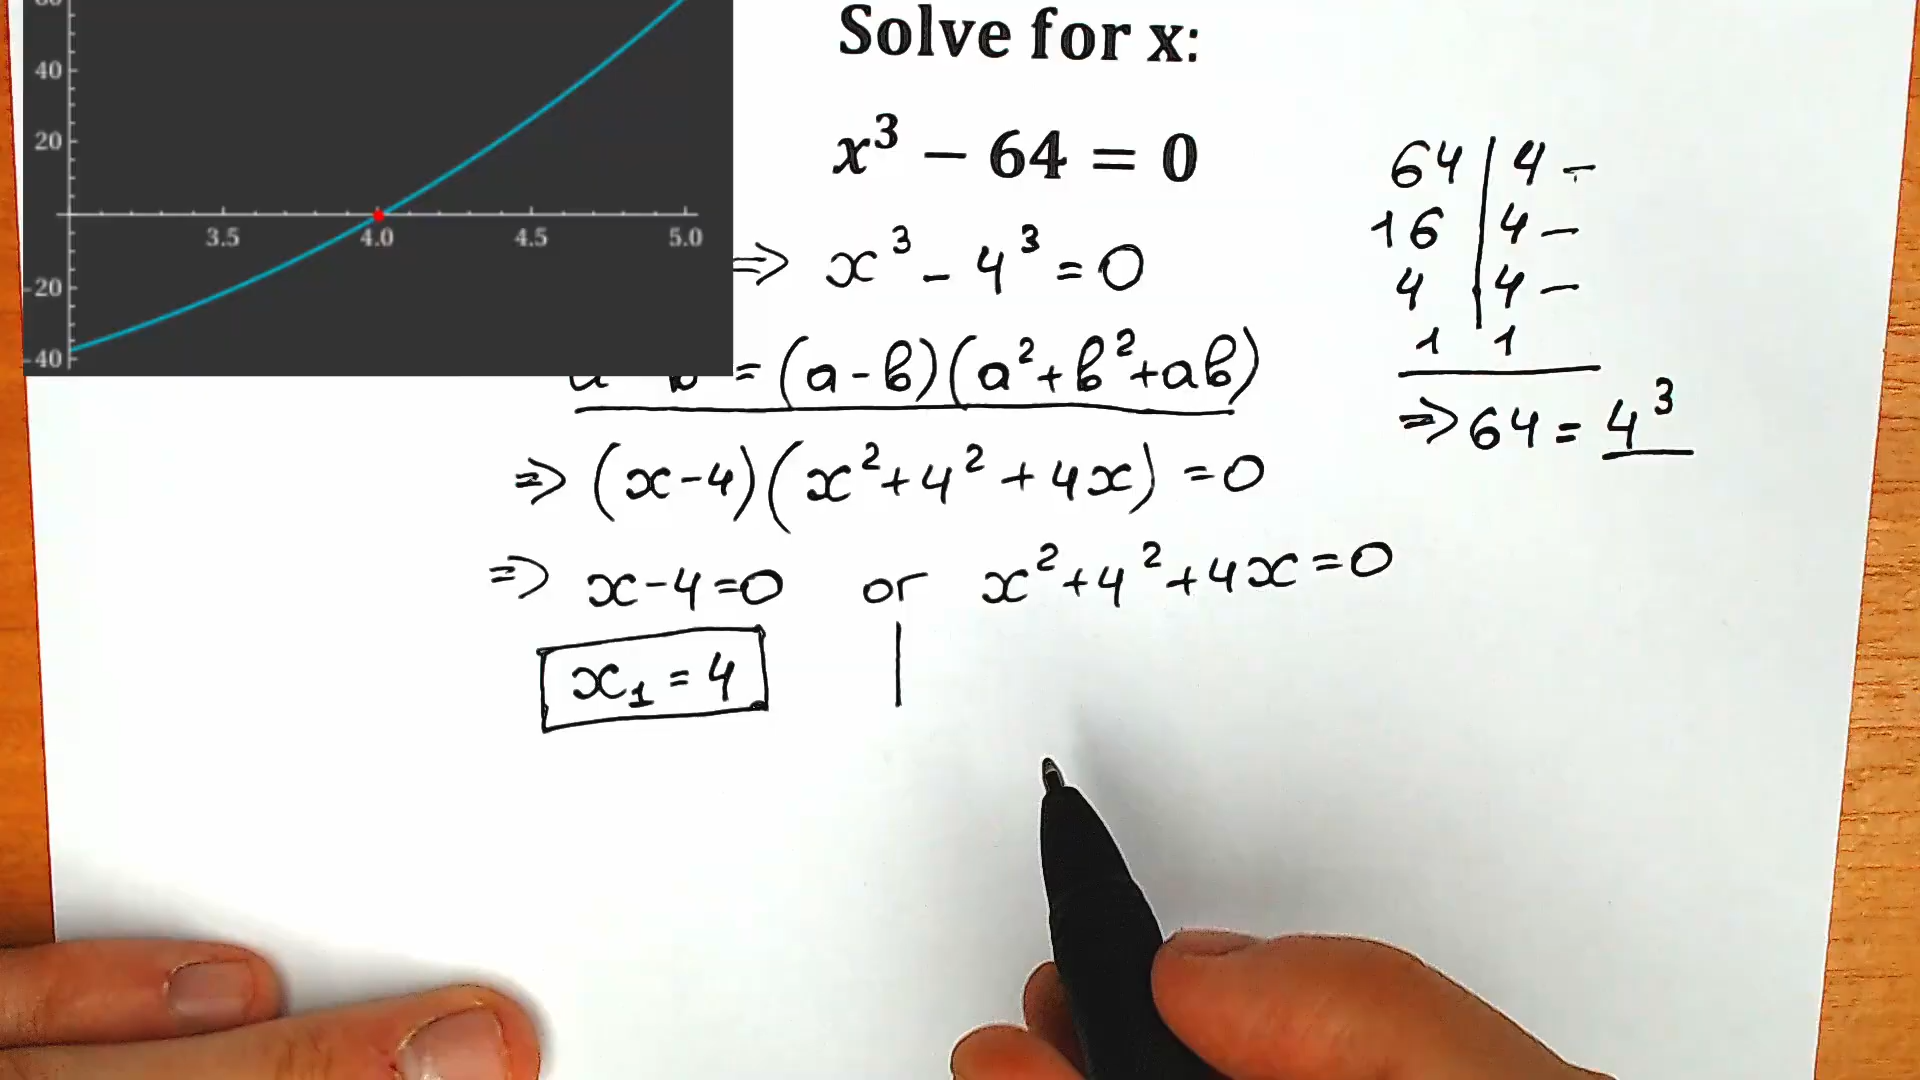 60
40
20
-20
-40
3.5 4.0 4.5 5.0
Solve for x:
x³ − 64 = 0
=> x³ - 4³ = 0
= (a-b)(a²+b²+ab)
=> (x-4)(x²+4²+4x) = 0
=> x-4=0 or x²+4²+4x=0
x₁ = 4
64 | 4 -
16 | 4 -
4 | 4 -
1 1
=> 64 = 4³